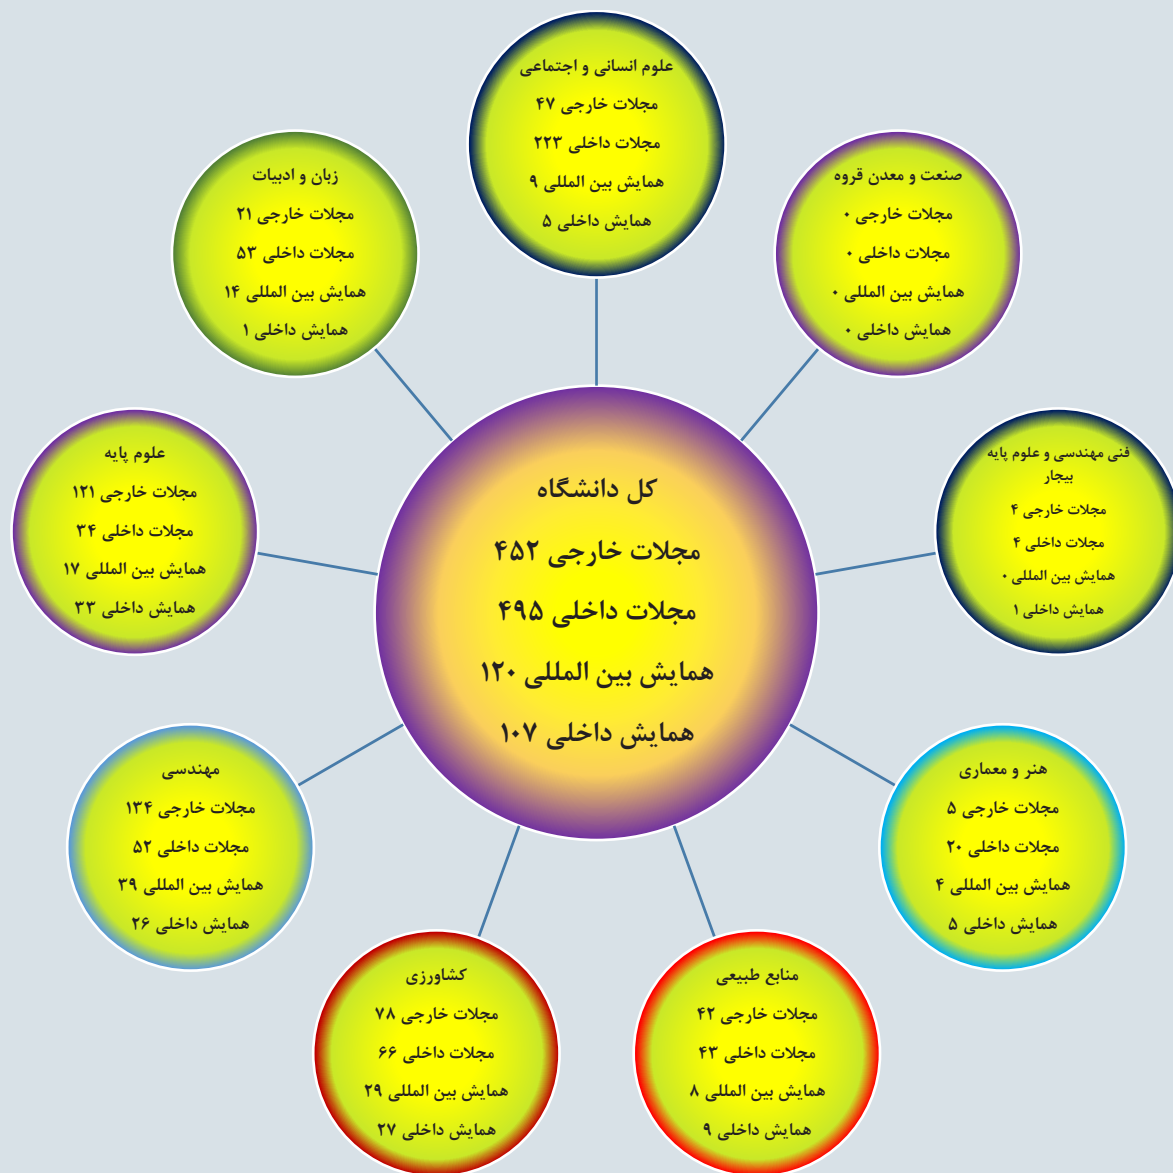 علوم انسانی و اجتماعی
مجلات خارجی ۴۷
مجلات داخلی ۲۲۳
همایش بین المللی ۹
همایش داخلی ۵
صنعت و معدن قروه
مجلات خارجی ۰
مجلات داخلی ۰
همایش بین المللی ۰
همایش داخلی ۰
فنی مهندسی و علوم پایه
بیجار
مجلات خارجی ۴
مجلات داخلی ۴
همایش بین المللی ۰
همایش داخلی ۱
هنر و معماری
مجلات خارجی ۵
مجلات داخلی ۲۰
همایش بین المللی ۴
همایش داخلی ۵
منابع طبیعی
مجلات خارجی ۴۲
مجلات داخلی ۴۳
همایش بین المللی ۸
همایش داخلی ۹
کشاورزی
مجلات خارجی ۷۸
مجلات داخلی ۶۶
همایش بین المللی ۲۹
همایش داخلی ۲۷
مهندسی
مجلات خارجی ۱۳۴
مجلات داخلی ۵۲
همایش بین المللی ۳۹
همایش داخلی ۲۶
علوم پایه
مجلات خارجی ۱۲۱
مجلات داخلی ۳۴
همایش بین المللی ۱۷
همایش داخلی ۳۳
زبان و ادبیات
مجلات خارجی ۲۱
مجلات داخلی ۵۳
همایش بین المللی ۱۴
همایش داخلی ۱
کل دانشگاه
مجلات خارجی ۴۵۲
مجلات داخلی ۴۹۵
همایش بین المللی ۱۲۰
همایش داخلی ۱۰۷